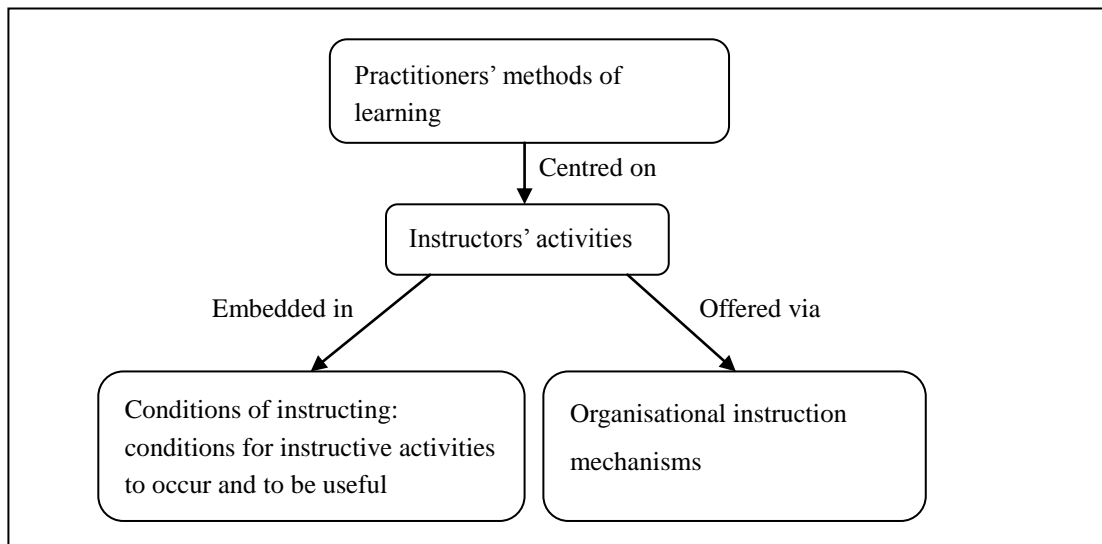 Practitioners’ methods of
learning
Centred on
Instructors’ activities
Embedded in
Offered via
Conditions of instructing:
conditions for instructive activities
to occur and to be useful
Organisational instruction
mechanisms